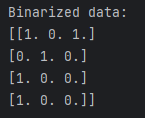 Binarized data:
[[1. 0. 1.]
[0. 1. 0.]
[1. 0. 0.]
[1. 0. 0.]]